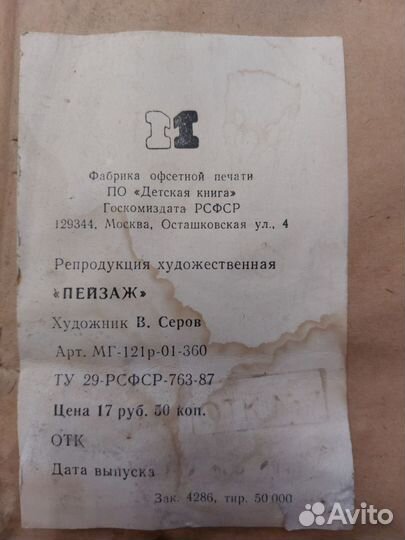 Фабрика офсетной печати
ПО «Детская книга»
Госкомиздата РСФСР
129344, Москва, Осташковская ул., 4
Репродукция художественная
«ПЕЙЗАЖ»
Художник В. Серов
Арт. МГ-121р-01-360
ТУ 29-РСФСР-763-87
Цена 17 руб. 50 коп.
ОТК
Дата выпуска
Зак. 4286, тир. 50 000
Avito